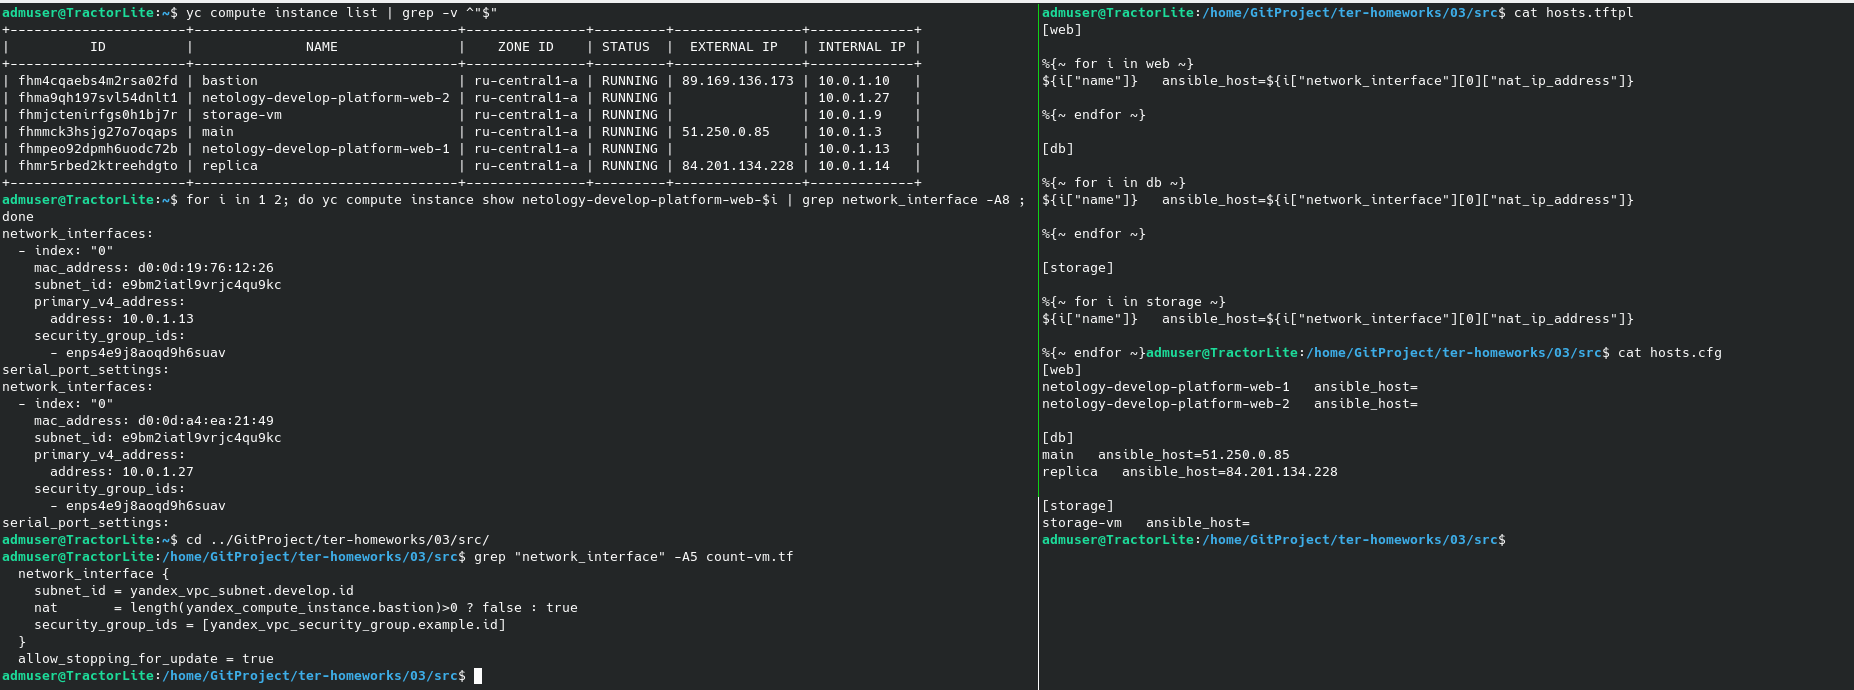 admuser@TractorLite:~$ yc compute instance list | grep -v ^"$"
+----------------------+---------------------------------+---------------+---------+----------------+-------------+
|          ID          |              NAME               |    ZONE ID    | STATUS  |  EXTERNAL IP   | INTERNAL IP |
+----------------------+---------------------------------+---------------+---------+----------------+-------------+
| fhm4cqaebs4m2rsa02fd | bastion                         | ru-central1-a | RUNNING | 89.169.136.173 | 10.0.1.10   |
| fhma9qh197svl54dnlt1 | netology-develop-platform-web-2 | ru-central1-a | RUNNING |                | 10.0.1.27   |
| fhmjctenirfgs0h1bj7r | storage-vm                      | ru-central1-a | RUNNING |                | 10.0.1.9    |
| fhmmck3hsjg27o7oqaps | main                            | ru-central1-a | RUNNING | 51.250.0.85    | 10.0.1.3    |
| fhmpeo92dpmh6uodc72b | netology-develop-platform-web-1 | ru-central1-a | RUNNING |                | 10.0.1.13   |
| fhmr5rbed2ktreehdgto | replica                         | ru-central1-a | RUNNING | 84.201.134.228 | 10.0.1.14   |
+----------------------+---------------------------------+---------------+---------+----------------+-------------+
admuser@TractorLite:~$ for i in 1 2; do yc compute instance show netology-develop-platform-web-$i | grep network_interface -A8 ;
done
network_interfaces:
  - index: "0"
    mac_address: d0:0d:19:76:12:26
    subnet_id: e9bm2iatl9vrjc4qu9kc
    primary_v4_address:
      address: 10.0.1.13
    security_group_ids:
      - enps4e9j8aoqd9h6suav
serial_port_settings:
network_interfaces:
  - index: "0"
    mac_address: d0:0d:a4:ea:21:49
    subnet_id: e9bm2iatl9vrjc4qu9kc
    primary_v4_address:
      address: 10.0.1.27
    security_group_ids:
      - enps4e9j8aoqd9h6suav
serial_port_settings:
admuser@TractorLite:~$ cd ../GitProject/ter-homeworks/03/src/
admuser@TractorLite:/home/GitProject/ter-homeworks/03/src$ grep "network_interface" -A5 count-vm.tf
  network_interface {
    subnet_id = yandex_vpc_subnet.develop.id
    nat       = length(yandex_compute_instance.bastion)>0 ? false : true
    security_group_ids = [yandex_vpc_security_group.example.id]
  }
  allow_stopping_for_update = true
admuser@TractorLite:/home/GitProject/ter-homeworks/03/src$
admuser@TractorLite:/home/GitProject/ter-homeworks/03/src$ cat hosts.tftpl
[web]
%{~ for i in web ~}
${i["name"]}   ansible_host=${i["network_interface"][0]["nat_ip_address"]}
%{~ endfor ~}
[db]
%{~ for i in db ~}
${i["name"]}   ansible_host=${i["network_interface"][0]["nat_ip_address"]}
%{~ endfor ~}
[storage]
%{~ for i in storage ~}
${i["name"]}   ansible_host=${i["network_interface"][0]["nat_ip_address"]}
%{~ endfor ~}admuser@TractorLite:/home/GitProject/ter-homeworks/03/src$ cat hosts.cfg
[web]
netology-develop-platform-web-1   ansible_host=
netology-develop-platform-web-2   ansible_host=
[db]
main   ansible_host=51.250.0.85
replica   ansible_host=84.201.134.228
[storage]
storage-vm   ansible_host=
admuser@TractorLite:/home/GitProject/ter-homeworks/03/src$